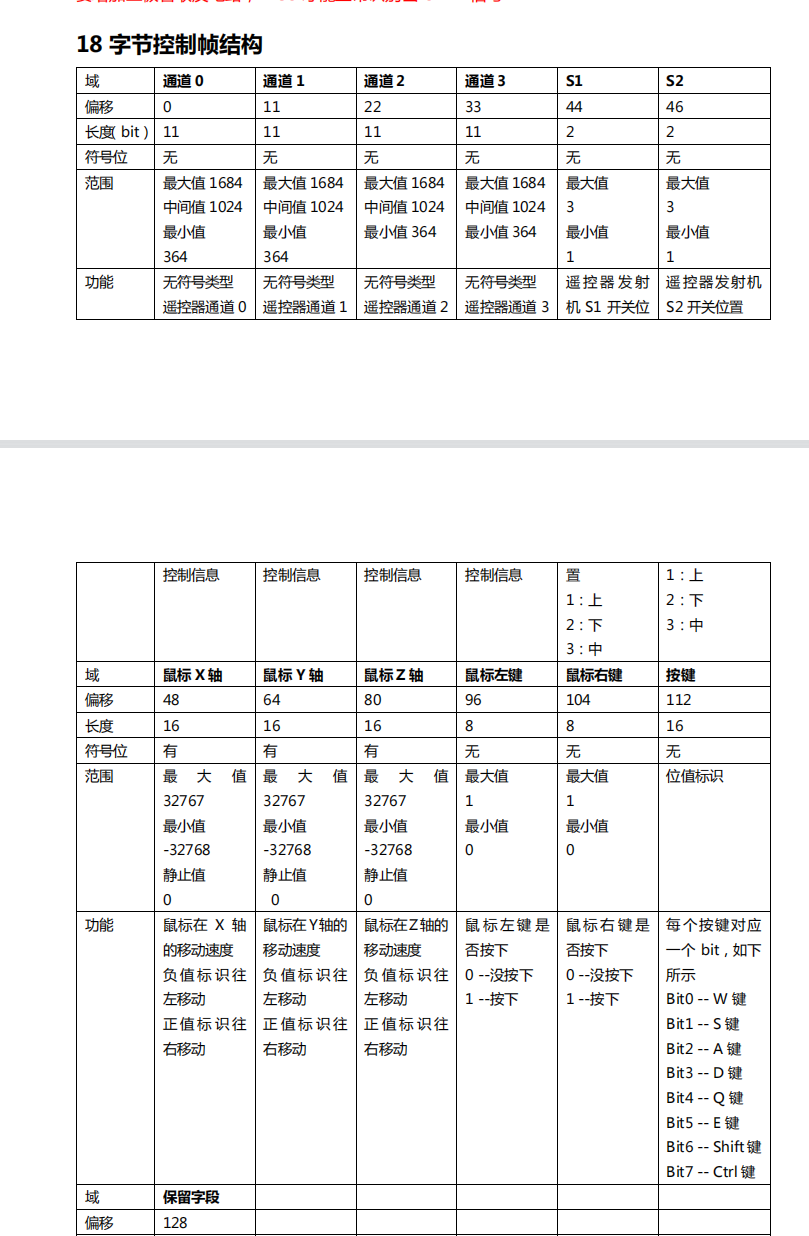 18 字节控制帧结构
域 通道 0 通道 1 通道 2 通道 3 S1 S2
偏移 0 11 22 33 44 46
长度( bit ) 11 11 11 11 2 2
符号位 无 无 无 无 无 无
范围 最大值 1684 最大值 1684 最大值 1684 最大值 1684 最大值 最大值
中间值 1024 中间值 1024 中间值 1024 中间值 1024 3 3
最小值 最小值 最小值 364 最小值 364 最小值 最小值
364 364 1 1
功能 无符号类型 无符号类型 无符号类型 无符号类型 遥控器发射 遥控器发射机
遥控器通道 0 遥控器通道 1 遥控器通道 2 遥控器通道 3 机 S1 开关位 S2 开关位置
控制信息 控制信息 控制信息 控制信息 置 1：上
1：上 2：下
2：下 3：中
3：中
域 鼠标 X 轴 鼠标 Y 轴 鼠标 Z 轴 鼠标左键 鼠标右键 按键
偏移 48 64 80 96 104 112
长度 16 16 16 8 8 16
符号位 有 有 有 无 无 无
范围 最大值 最大值 最大值 最大值 最大值 位值标识
32767 32767 32767 1 1
最小值 最小值 最小值 最小值 最小值
-32768 -32768 -32768 0 0
静止值 静止值 静止值
0 0 0
功能 鼠标在 X 轴 鼠标在 Y 轴的 鼠标在 Z 轴的 鼠标左键是 鼠标右键是 每个按键对应
的移动速度 移动速度 移动速度 否按下 否按下 一个 bit，如下
负值标识往 负值标识往 负值标识往 0 --没按下 0 --没按下 所示
左移动 左移动 左移动 1 --按下 1 --按下 Bit0 -- W 键
正值标识往 正值标识往 正值标识往 Bit1 -- S 键
右移动 右移动 右移动 Bit2 -- A 键
Bit3 -- D 键
Bit4 -- Q 键
Bit5 -- E 键
Bit6 -- Shift 键
Bit7 -- Ctrl 键
域 保留字段
偏移 128